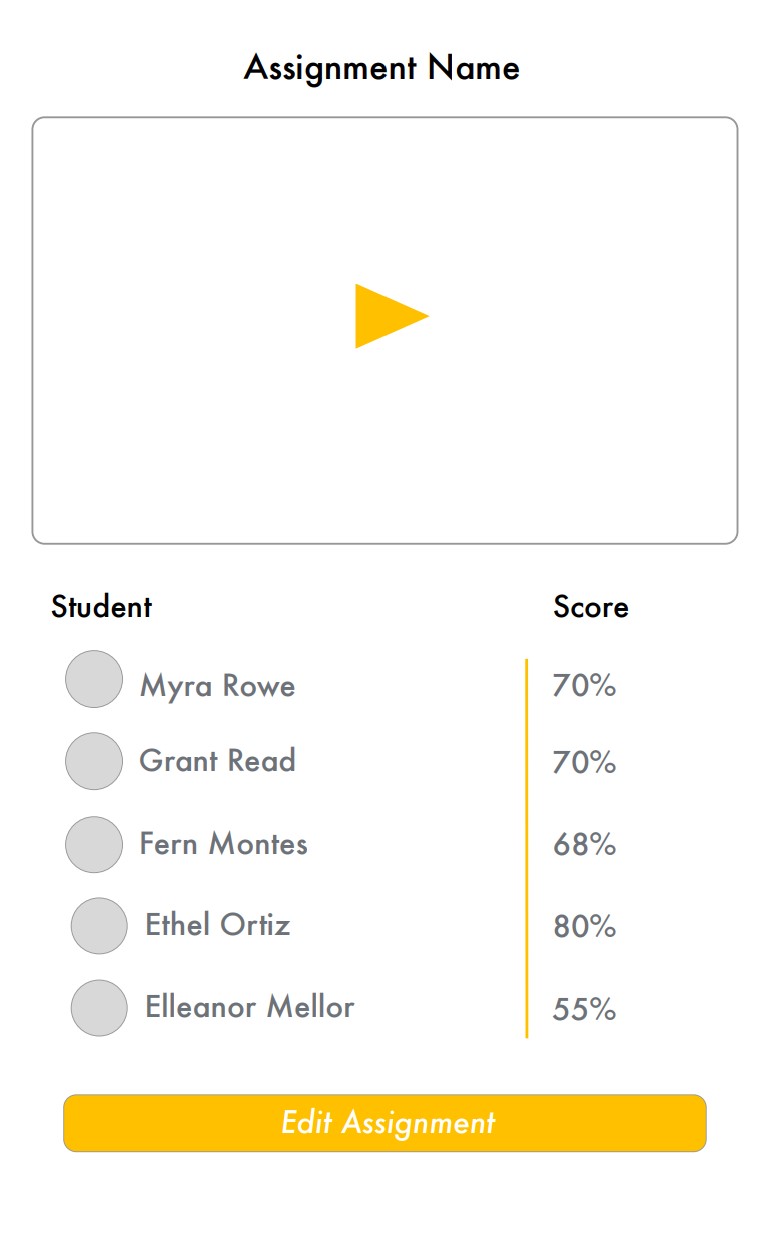 Assignment Name
Student Score
Myra Rowe 70%
Grant Read 70%
Fern Montes 68%
Ethel Ortiz 80%
Elleanor Mellor 55%
Edit Assignment